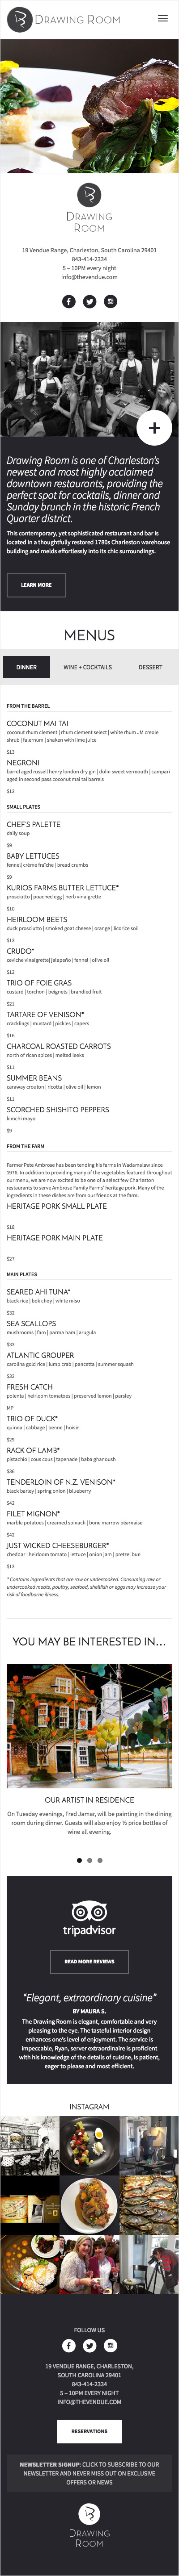 DRAWING ROOM
DRAWING
ROOM
19 Vendue Range, Charleston, South Carolina 29401
843-414-2334
5 – 10PM every night
info@thevendue.com
Drawing Room is one of Charleston's
newest and most highly acclaimed
downtown restaurants, providing the
perfect spot for cocktails, dinner and
Sunday brunch in the historic French
Quarter district.
This contemporary, yet sophisticated restaurant and bar is
located in a thoughtfully restored 1780s Charleston warehouse
building and melds effortlessly into its chic surroundings.
LEARN MORE
MENUS
DINNER
WINE + COCKTAILS
DESSERT
FROM THE BARREL
COCONUT MAI TAI
coconut rhum clement | rhum clement select | white rhum JM creole
shrub | falernum | shaken with lime juice
$13
NEGRONI
barrel aged russell henry london dry gin | dolin sweet vermouth | campari
aged in second pass coconut mai tai barrels
$13
SMALL PLATES
CHEF'S PALETTE
daily soup
$9
BABY LETTUCES
fennel| crème fraîche | bread crumbs
$9
KURIOS FARMS BUTTER LETTUCE*
prosciutto | poached egg | herb vinaigrette
$10
HEIRLOOM BEETS
duck prosciutto | smoked goat cheese | orange | licorice soil
$13
CRUDO*
ceviche vinaigrette| jalapeño | fennel | olive oil
$12
TRIO OF FOIE GRAS
custard | torchon | beignets | brandied fruit
$21
TARTARE OF VENISON*
cracklings | mustard | pickles | capers
$16
CHARCOAL ROASTED CARROTS
north of rican spices | melted leeks
$11
SUMMER BEANS
caraway crouton | ricotta | olive oil | lemon
$11
SCORCHED SHISHITO PEPPERS
kimchi mayo
$9
FROM THE FARM
Farmer Pete Ambrose has been tending his farms in Wadamalaw since
1976. In addition to providing many of the vegetables featured throughout
our menu, we are now excited to be one of a select few Charleston
restaurants to serve Ambrose Family Farms' heritage pork. Many of the
ingredients in these dishes are from our friends at the farm.
HERITAGE PORK SMALL PLATE
$18
HERITAGE PORK MAIN PLATE
$27
MAIN PLATES
SEARED AHI TUNA*
black rice | bok choy | white miso
$32
SEA SCALLOPS
mushrooms | faro | parma ham | arugula
$33
ATLANTIC GROUPER
carolina gold rice | lump crab | pancetta | summer squash
$32
FRESH CATCH
polenta | heirloom tomatoes | preserved lemon | parsley
MP
TRIO OF DUCK*
quinoa | cabbage | benne | hoisin
$29
RACK OF LAMB*
pistachio | cous cous | tapenade | baba ghanoush
$36
TENDERLOIN OF N.Z. VENISON*
black barley | spring onion | blueberry
$42
FILET MIGNON*
marble potatoes | creamed spinach | bone-marrow béarnaise
$42
JUST WICKED CHEESEBURGER*
cheddar | heirloom tomato | lettuce | onion jam | pretzel bun
$13
* Contains ingredients that are raw or undercooked. Consuming raw or
undercooked meats, poultry, seafood, shellfish or eggs may increase your
risk of foodborne illness.
YOU MAY BE INTERESTED IN...
OUR ARTIST IN RESIDENCE
On Tuesday evenings, Fred Jamar, will be painting in the dining
room during dinner. Guests will also enjoy ½ price bottles of
wine all evening.
tripadvisor
READ MORE REVIEWS
“Elegant, extraordinary cuisine”
BY MAURA S.
The Drawing Room is elegant, comfortable and very
pleasing to the eye. The tasteful interior design
enhances one's level of enjoyment. The service is
impeccable, Ryan, server extraordinaire is proficient
with his knowledge of the details of cuisine, is patient,
eager to please and most efficient.
INSTAGRAM
FOLLOW US
19 VENDUE RANGE, CHARLESTON,
SOUTH CAROLINA 29401
843-414-2334
5 – 10PM EVERY NIGHT
INFO@THEVENDUE.COM
RESERVATIONS
NEWSLETTER SIGNUP: CLICK TO SUBSCRIBE TO OUR
NEWSLETTER AND NEVER MISS OUT ON EXCLUSIVE
OFFERS OR NEWS
DRAWING
ROOM